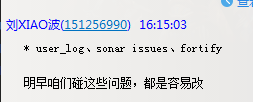 查
刘XIAO波(151256990) 16:15:03
* user_log、sonar issues、fortify
明早咱们碰这些问题，都是容易改